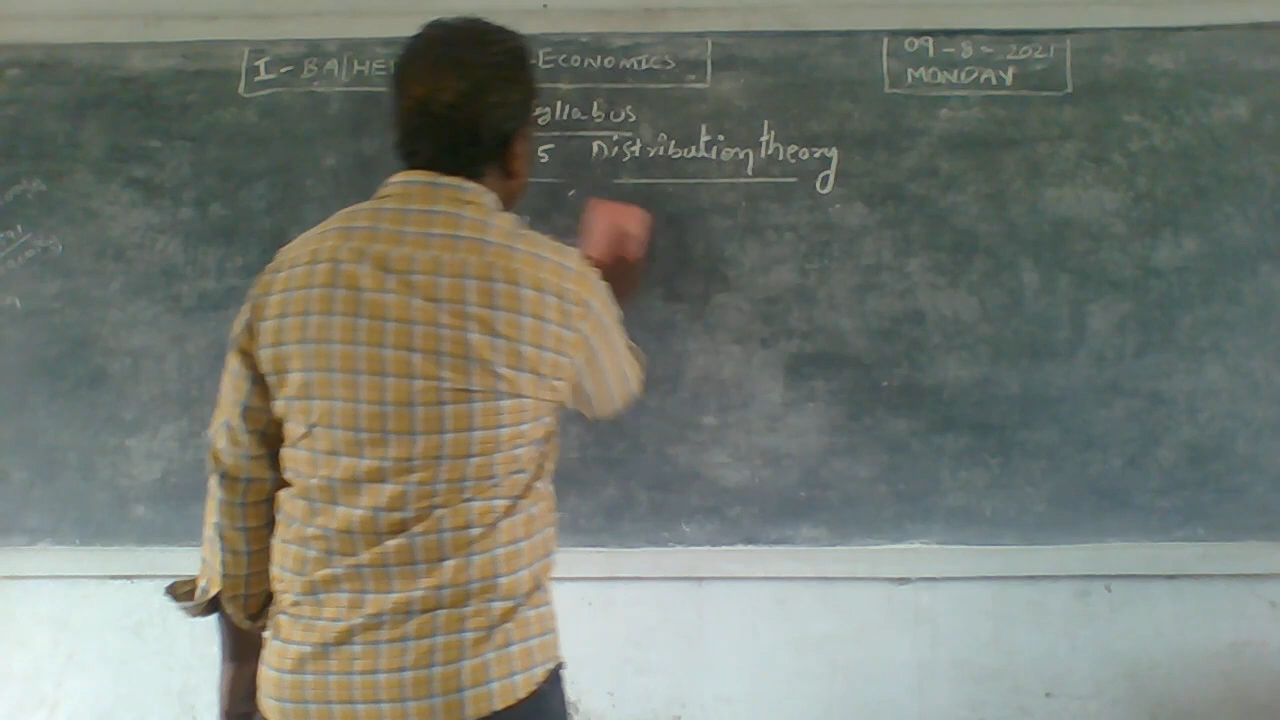 I-BA(HE -ECONOMICS
09-8-2021
MONDAY
yllabus
5 Distribution theory